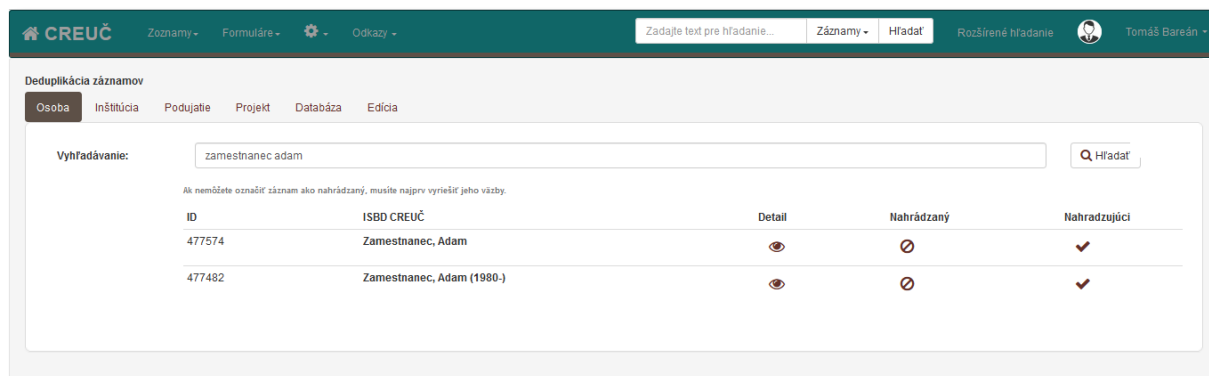 CREUČ Zoznamy Formuláre Odkazy Zadajte text pre hľadanie... Záznamy Hľadať Rozšírené hľadanie Tomáš Bareán
Deduplikácia záznamov
Osoba Inštitúcia Podujatie Projekt Databáza Edícia
Vyhľadávanie: zamestnanec adam Hľadať
Ak nemôžete označiť záznam ako nahrádzaný, musíte najprv vyriešiť jeho väzby.
ID ISBD CREUČ Detail Nahrádzaný Nahradzujúci
477574 Zamestnanec, Adam
477482 Zamestnanec, Adam (1980-)